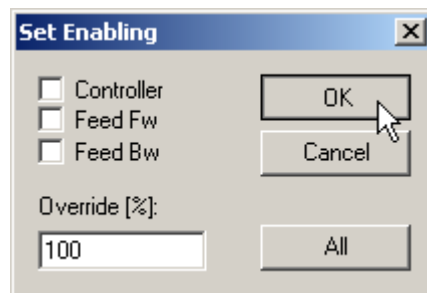 Set Enabling
Controller
Feed Fw
Feed Bw
OK
Cancel
Override [%]:
100
All